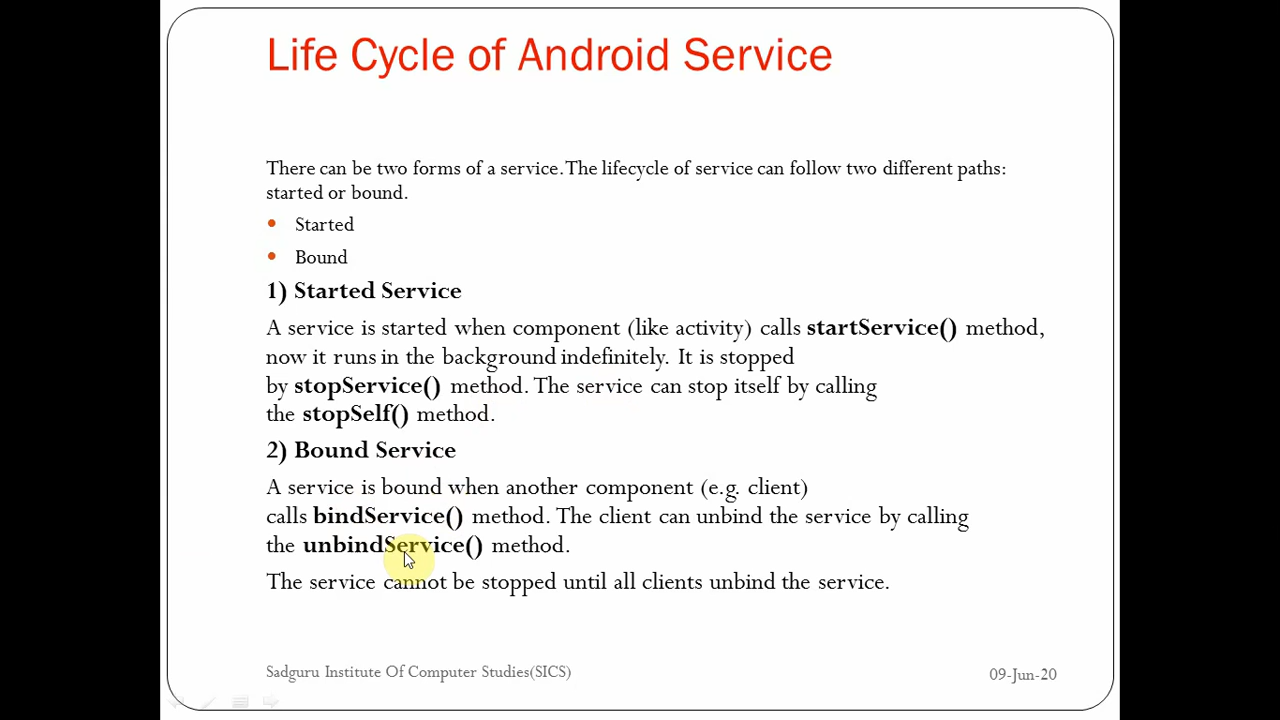 Life Cycle of Android Service
There can be two forms of a service.The lifecycle of service can follow two different paths:
started or bound.
Started
Bound
1) Started Service
A service is started when component (like activity) calls startService() method,
now it runs in the background indefinitely. It is stopped
by stopService() method. The service can stop itself by calling
the stopSelf() method.
2) Bound Service
A service is bound when another component (e.g. client)
calls bindService() method. The client can unbind the service by calling
the unbindService() method.
The service cannot be stopped until all clients unbind the service.
Sadguru Institute Of Computer Studies(SICS)
09-Jun-20